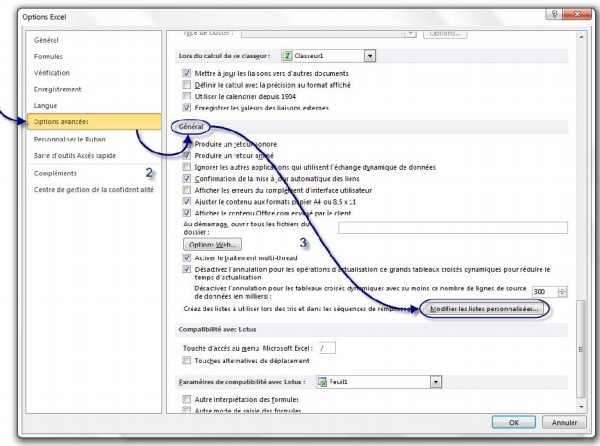 Options Excel
Général
Formules
Vérification
Enregistrement
Langue
Options avancées
Personnaliser le Ruban
Barre d'outils Accès rapide
Compléments
Centre de gestion de la confidentialité
2
Options...
Lors du calcul de ce classeur :
Classeur1
Mettre à jour les liaisons vers d'autres documents
Définir le calcul avec la précision au format affiché
Utiliser le calendrier depuis 1904
Enregistrer les valeurs des liaisons externes
Général
Produire un retour sonore
Produire un retour animé
Ignorer les autres applications qui utilisent l'échange dynamique de données
Confirmation de la mise à jour automatique des liens
Afficher les erreurs du complément d'interface utilisateur
Ajuster le contenu aux formats papier A4 ou 8,5 x 11
Afficher le contenu Office.com envoyé par le client
Au démarrage, ouvrir tous les fichiers du
dossier :
Options Web...
3
Activer le traitement multi-thread
Désactivez l'annulation pour les opérations d'actualisation de grands tableaux croisés dynamiques pour réduire le
temps d'actualisation
Désactivez l'annulation pour les tableaux croisés dynamiques avec au moins ce nombre de lignes de source
de données (en milliers) :
300
Créez des listes à utiliser lors des tris et dans les séquences de remplissage
Modifier les listes personnalisées...
Compatibilité avec Lotus
Touche d'accès au menu Microsoft Excel :
/
Touches alternatives de déplacement
Paramètres de compatibilité avec Lotus :
Feuil1
Autre interprétation des formules
Autre mode de saisie des formules
OK
Annuler